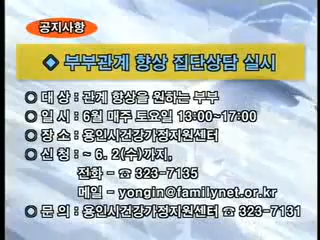 공지사항
◆ 부부관계 향상 집단상담 실시
◎ 대 상 : 관계 향상을 원하는 부부
◎ 일 시 : 6월 매주 토요일 13:00~17:00
◎ 장 소 : 용인시건강가정지원센터
◎ 신 청 : ~ 6. 2(수)까지,
전화 - ☎ 323-7135
메일 - yongin@familynet.or.kr
◎ 문 의 : 용인시건강가정지원센터 ☎ 323-7131